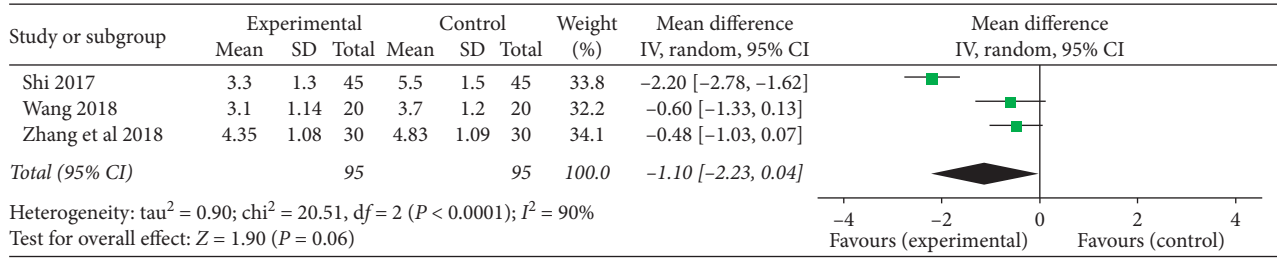 Study or subgroup Experimental Control Weight (%) Mean difference IV, random, 95% CI Mean difference IV, random, 95% CI
Mean SD Total Mean SD Total
Shi 2017 3.3 1.3 45 5.5 1.5 45 33.8 –2.20 [–2.78, –1.62]
Wang 2018 3.1 1.14 20 3.7 1.2 20 32.2 –0.60 [–1.33, 0.13]
Zhang et al 2018 4.35 1.08 30 4.83 1.09 30 34.1 –0.48 [–1.03, 0.07]
Total (95% CI) 95 95 100.0 –1.10 [–2.23, 0.04]
Heterogeneity: tau² = 0.90; chi² = 20.51, df = 2 (P < 0.0001); I² = 90%
Test for overall effect: Z = 1.90 (P = 0.06)
–4 –2 0 2 4
Favours (experimental) Favours (control)